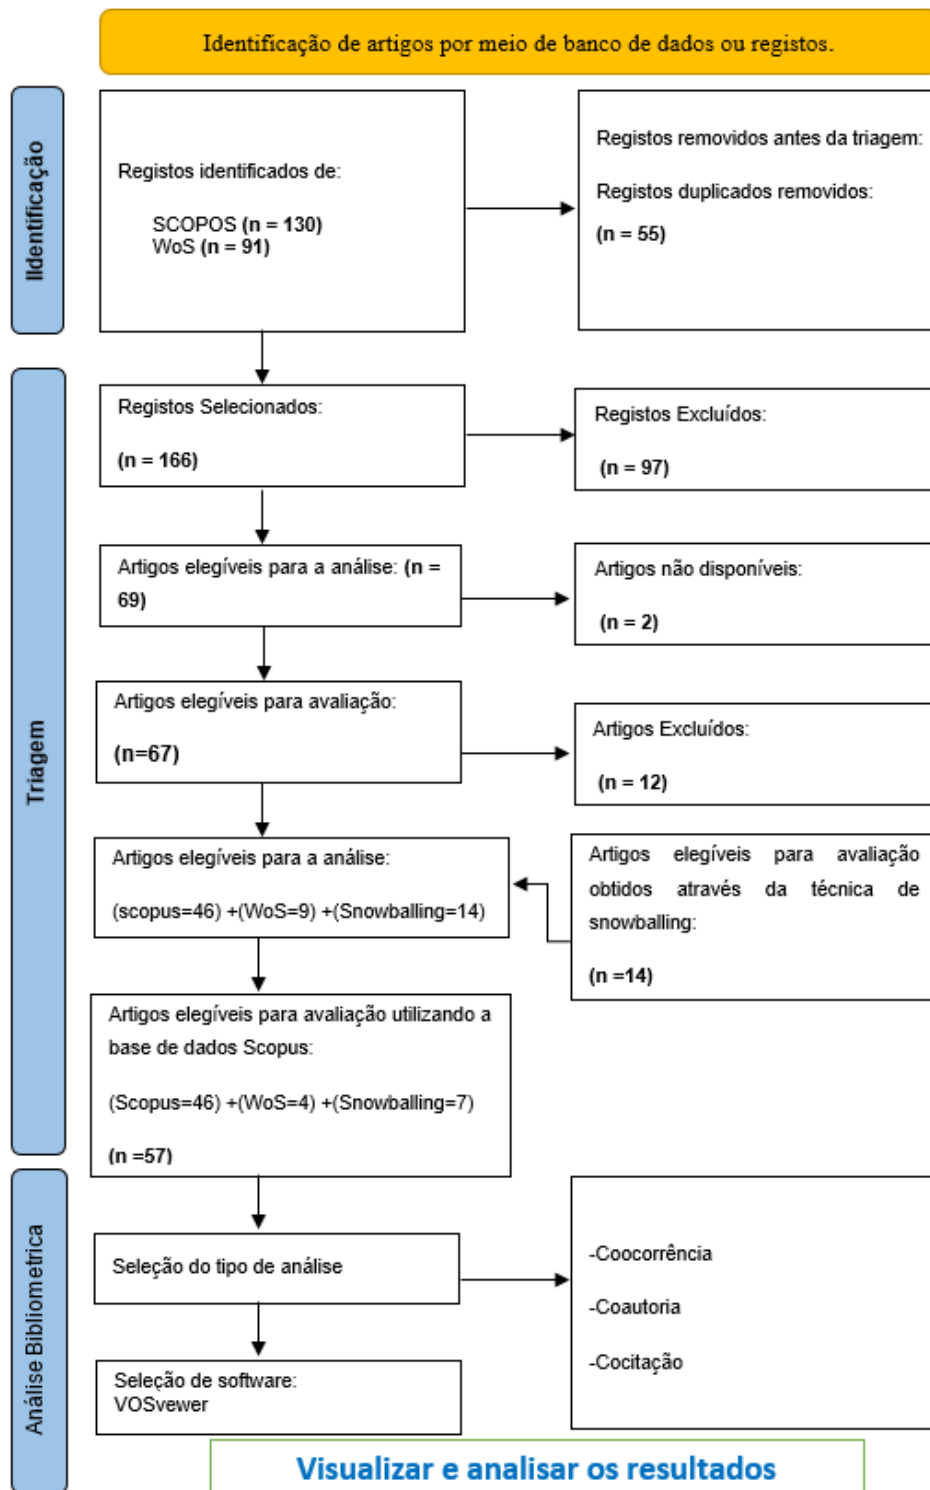 Identificação de artigos por meio de banco de dados ou registos.
IIdentificação
Registos identificados de:
SCOPOS (n = 130)
WoS (n = 91)
Registos removidos antes da triagem:
Registos duplicados removidos:
(n = 55)
Triagem
Registos Selecionados:
(n = 166)
Registos Excluídos:
(n = 97)
Artigos elegíveis para a análise: (n =
69)
Artigos não disponíveis:
(n = 2)
Artigos elegíveis para avaliação:
(n=67)
Artigos Excluídos:
(n = 12)
Artigos elegíveis para a análise:
(scopus=46) +(WoS=9) +(Snowballing=14)
Artigos elegíveis para avaliação
obtidos através da técnica de
snowballing:
(n =14)
Artigos elegíveis para avaliação utilizando a
base de dados Scopus:
(Scopus=46) +(WoS=4) +(Snowballing=7)
(n =57)
Análise Bibliometrica
Seleção do tipo de análise
-Coocorrência
-Coautoria
-Cocitação
Seleção de software:
VOSvewer
Visualizar e analisar os resultados